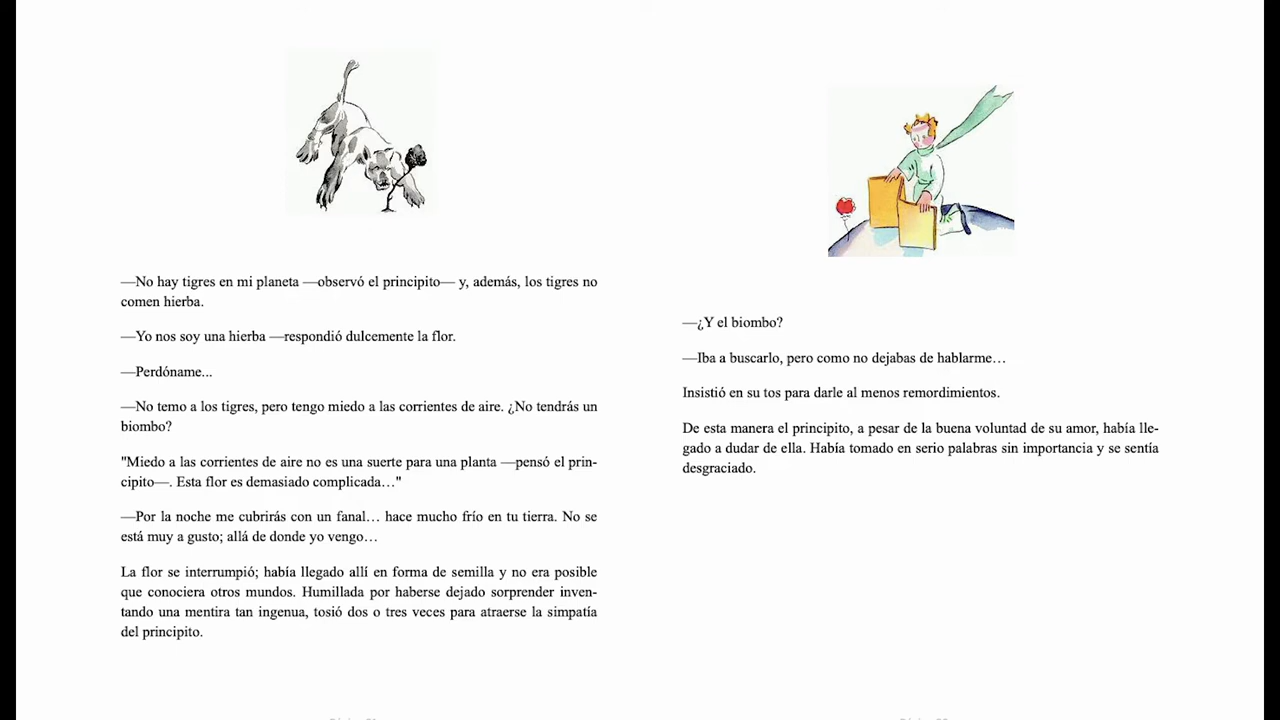 —No hay tigres en mi planeta —observó el principito— y, además, los tigres no
comen hierba.
—Yo nos soy una hierba —respondió dulcemente la flor.
—Perdóname...
—No temo a los tigres, pero tengo miedo a las corrientes de aire. ¿No tendrás un
biombo?
"Miedo a las corrientes de aire no es una suerte para una planta —pensó el prin-
cipito—. Esta flor es demasiado complicada…"
—Por la noche me cubrirás con un fanal… hace mucho frío en tu tierra. No se
está muy a gusto; allá de donde yo vengo…
La flor se interrumpió; había llegado allí en forma de semilla y no era posible
que conociera otros mundos. Humillada por haberse dejado sorprender inven-
tando una mentira tan ingenua, tosió dos o tres veces para atraerse la simpatía
del principito.
—¿Y el biombo?
—Iba a buscarlo, pero como no dejabas de hablarme…
Insistió en su tos para darle al menos remordimientos.
De esta manera el principito, a pesar de la buena voluntad de su amor, había lle-
gado a dudar de ella. Había tomado en serio palabras sin importancia y se sentía
desgraciado.